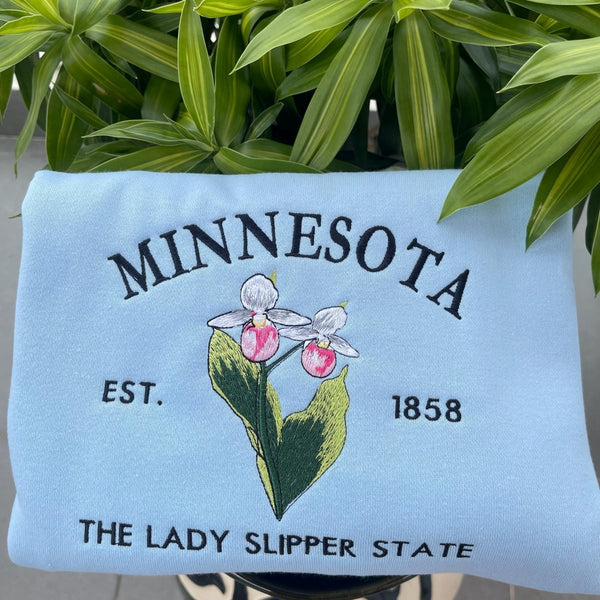 MINNESOTA
EST. 1858
THE LADY SLIPPER STATE